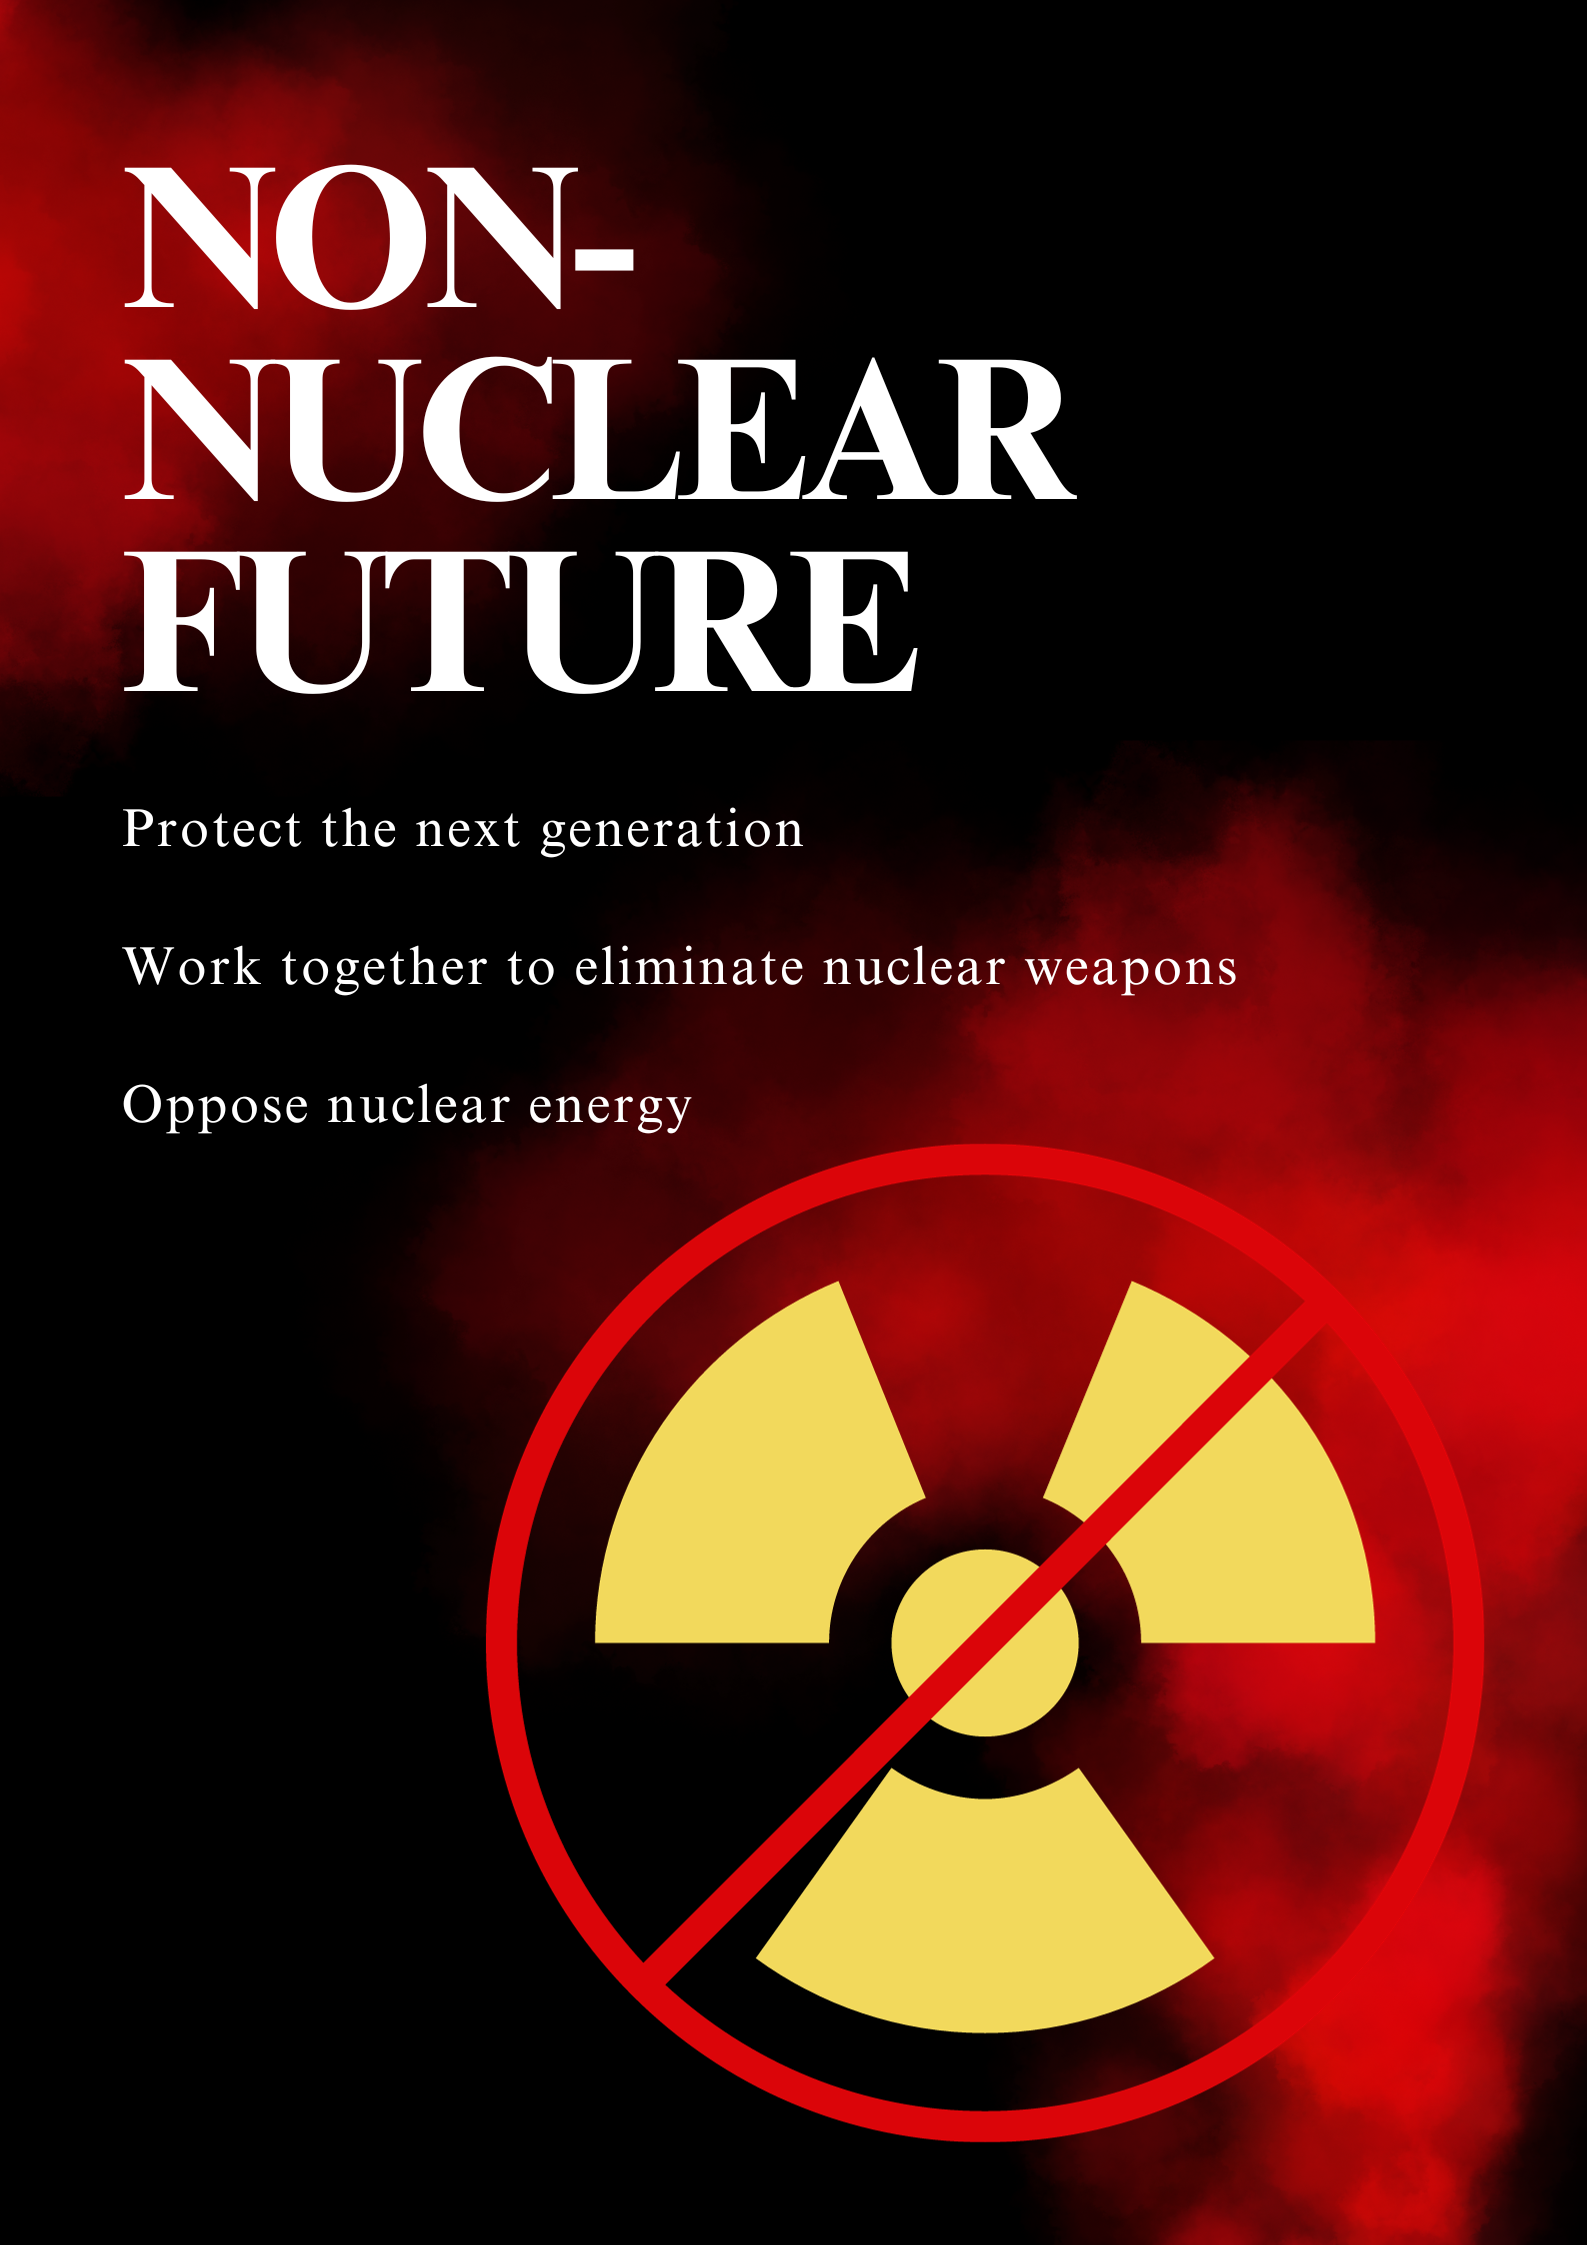 NON-
NUCLEAR
FUTURE
Protect the next generation
Work together to eliminate nuclear weapons
Oppose nuclear energy